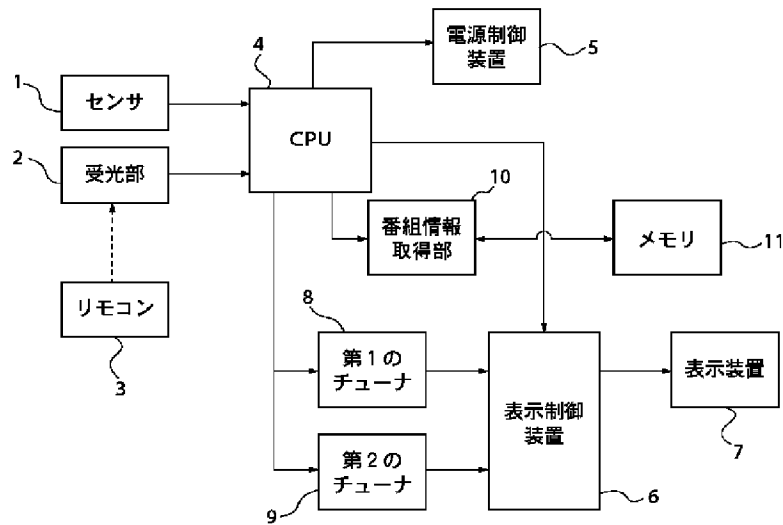 電源制御
装置
5
4
1
センサ
CPU
2
受光部
10
番組情報
取得部
メモリ
11
リモコン
3
8
第1の
チューナ
表示制御
装置
6
表示装置
7
第2の
チューナ
9